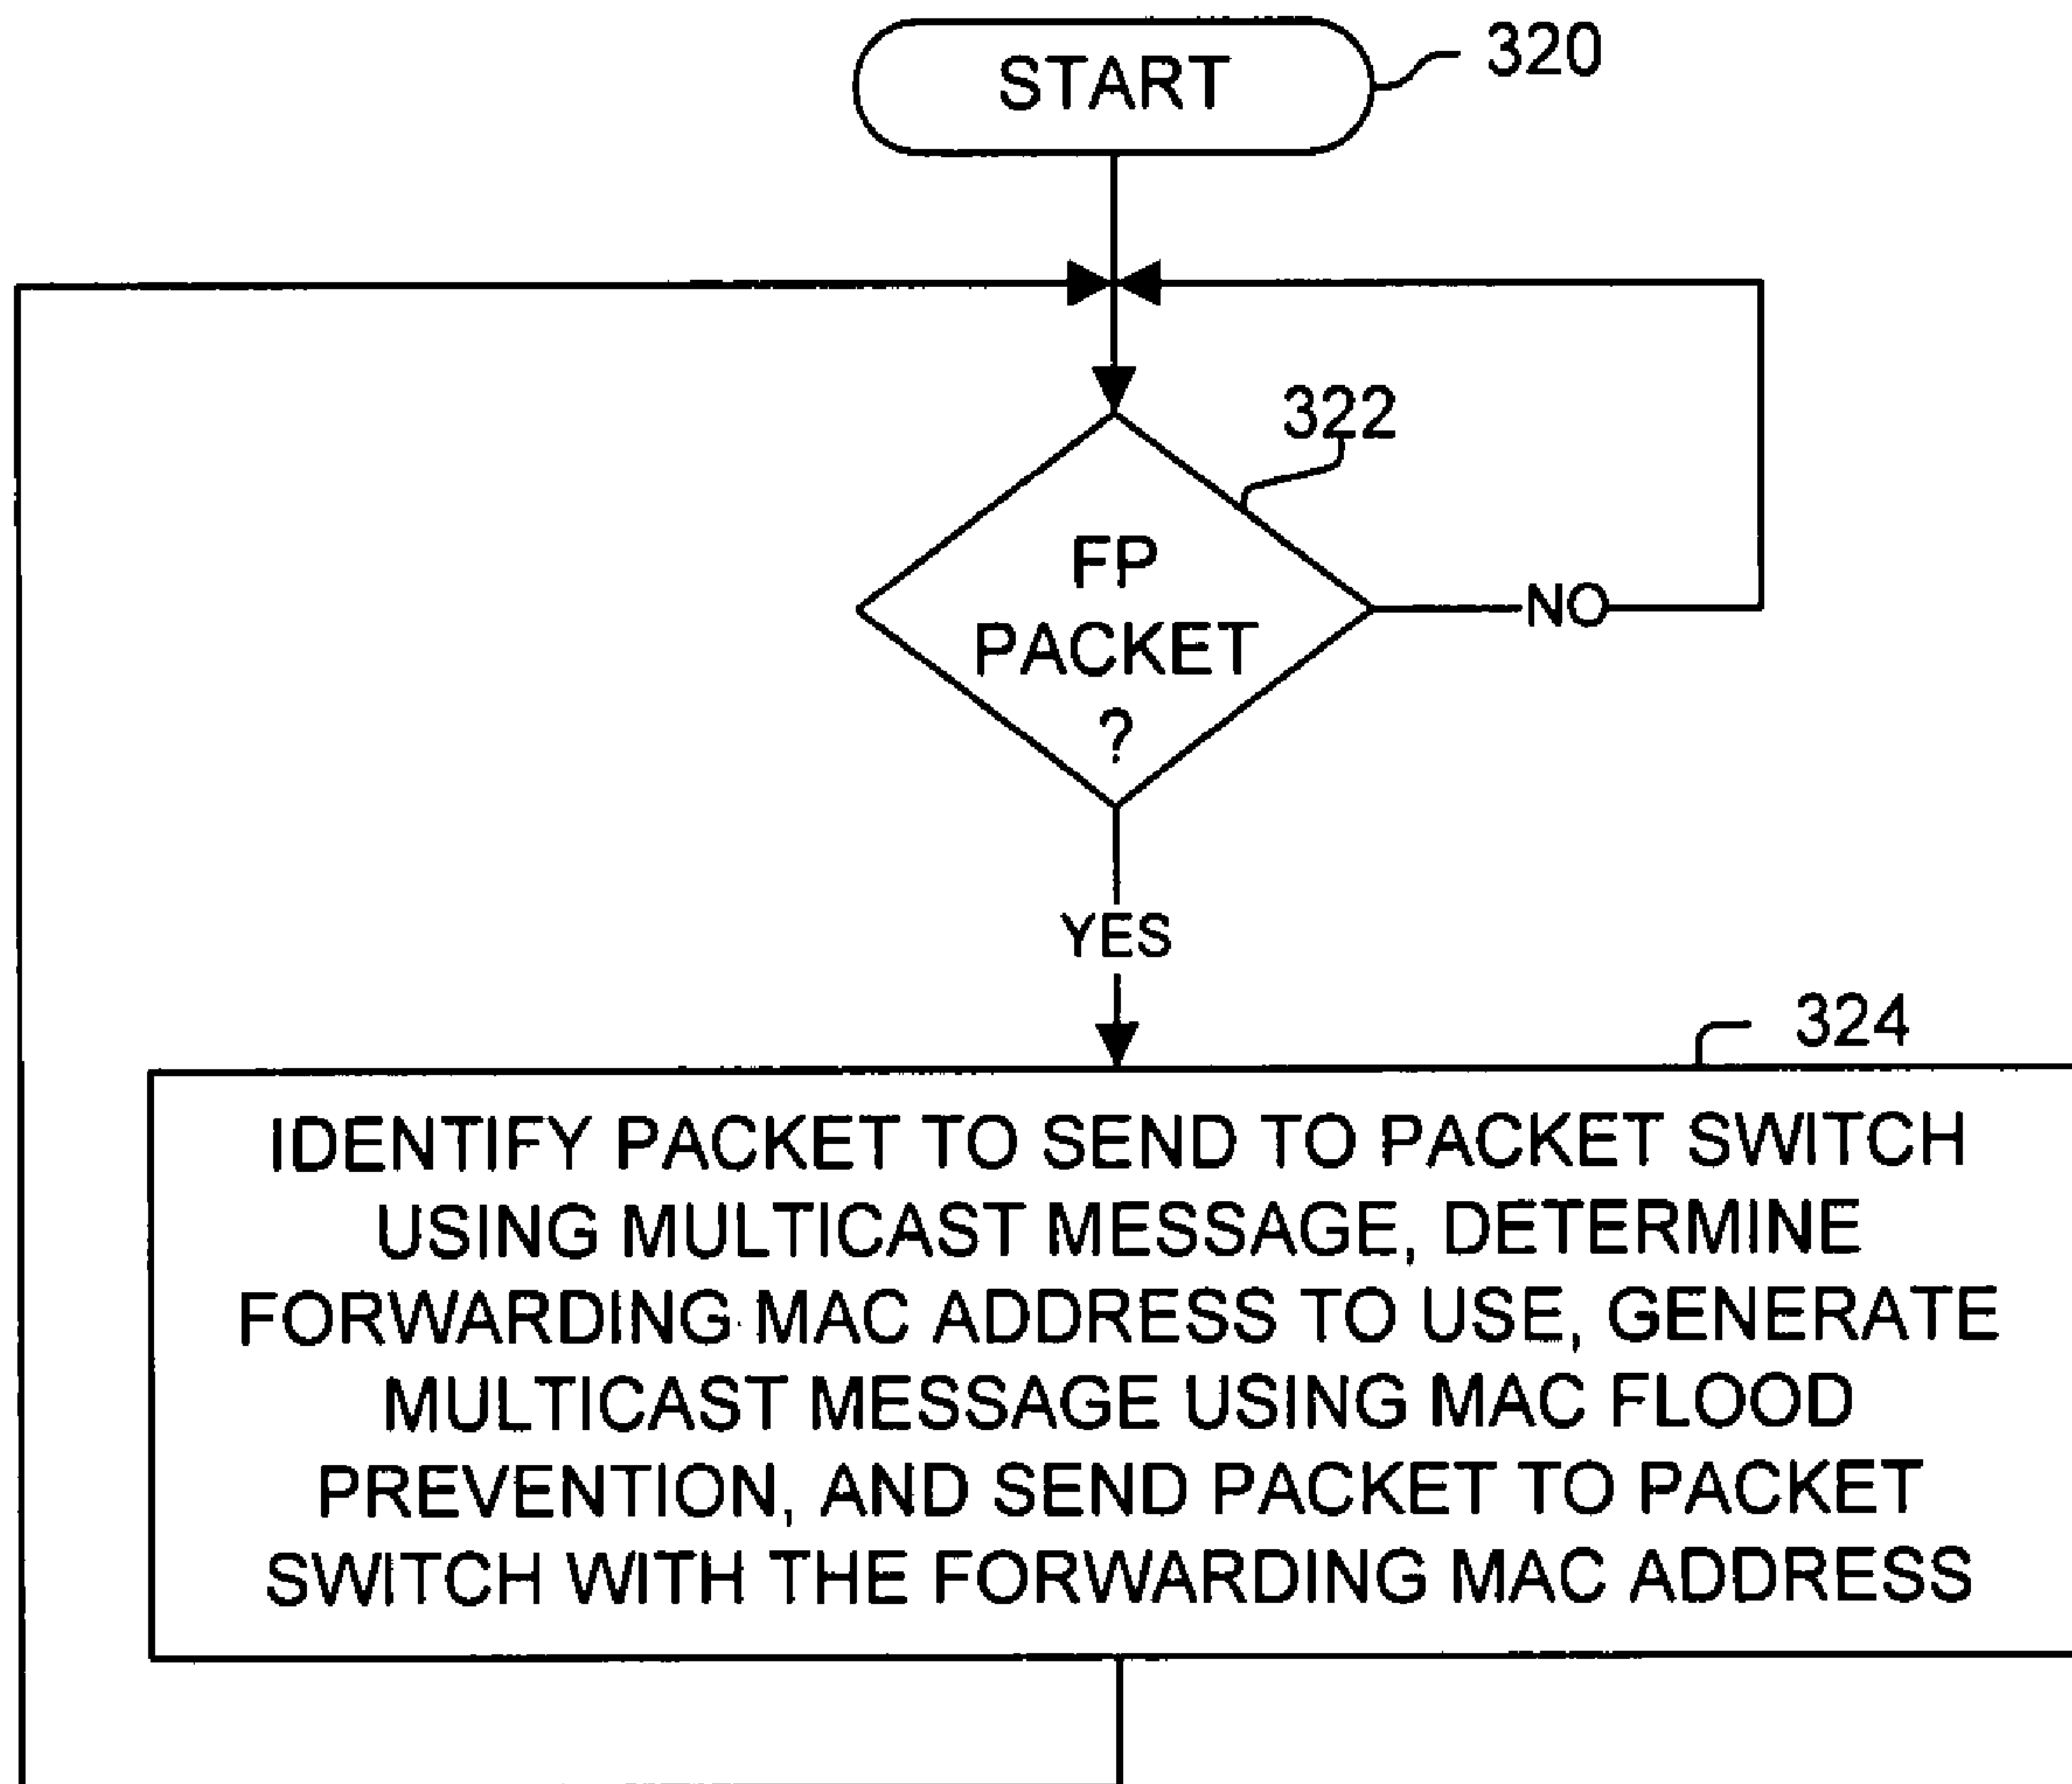 START
320
322
FP
PACKET
?
NO
YES
324
IDENTIFY PACKET TO SEND TO PACKET SWITCH
USING MULTICAST MESSAGE, DETERMINE
FORWARDING MAC ADDRESS TO USE, GENERATE
MULTICAST MESSAGE USING MAC FLOOD
PREVENTION, AND SEND PACKET TO PACKET
SWITCH WITH THE FORWARDING MAC ADDRESS